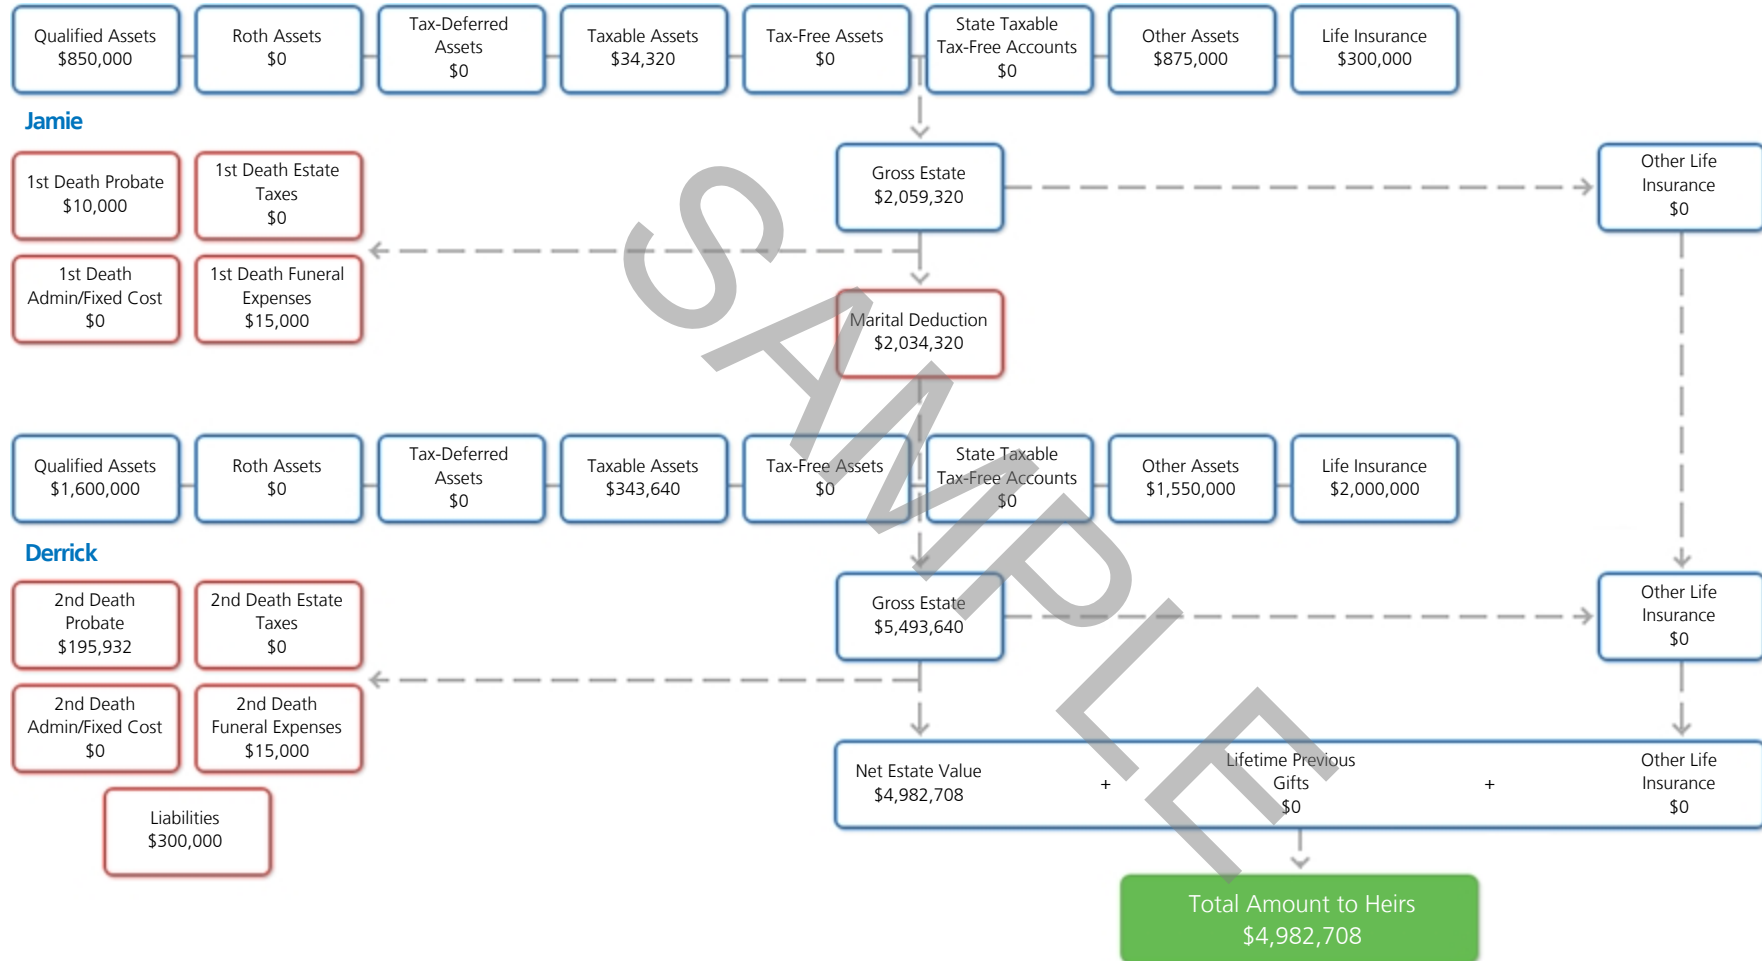 Qualified Assets
$850,000
Roth Assets
$0
Tax-Deferred
Assets
$0
Taxable Assets
$34,320
Tax-Free Assets
$0
State Taxable
Tax-Free Accounts
$0
Other Assets
$875,000
Life Insurance
$300,000
Jamie
1st Death Probate
$10,000
1st Death Estate
Taxes
$0
1st Death
Admin/Fixed Cost
$0
1st Death Funeral
Expenses
$15,000
Gross Estate
$2,059,320
Other Life
Insurance
$0
Marital Deduction
$2,034,320
SAMPLE
Qualified Assets
$1,600,000
Roth Assets
$0
Tax-Deferred
Assets
$0
Taxable Assets
$343,640
Tax-Free Assets
$0
State Taxable
Tax-Free Accounts
$0
Other Assets
$1,550,000
Life Insurance
$2,000,000
Derrick
2nd Death
Probate
$195,932
2nd Death Estate
Taxes
$0
2nd Death
Admin/Fixed Cost
$0
2nd Death
Funeral Expenses
$15,000
Liabilities
$300,000
Gross Estate
$5,493,640
Other Life
Insurance
$0
Net Estate Value
$4,982,708
+
Lifetime Previous
Gifts
$0
+
Other Life
Insurance
$0
Total Amount to Heirs
$4,982,708